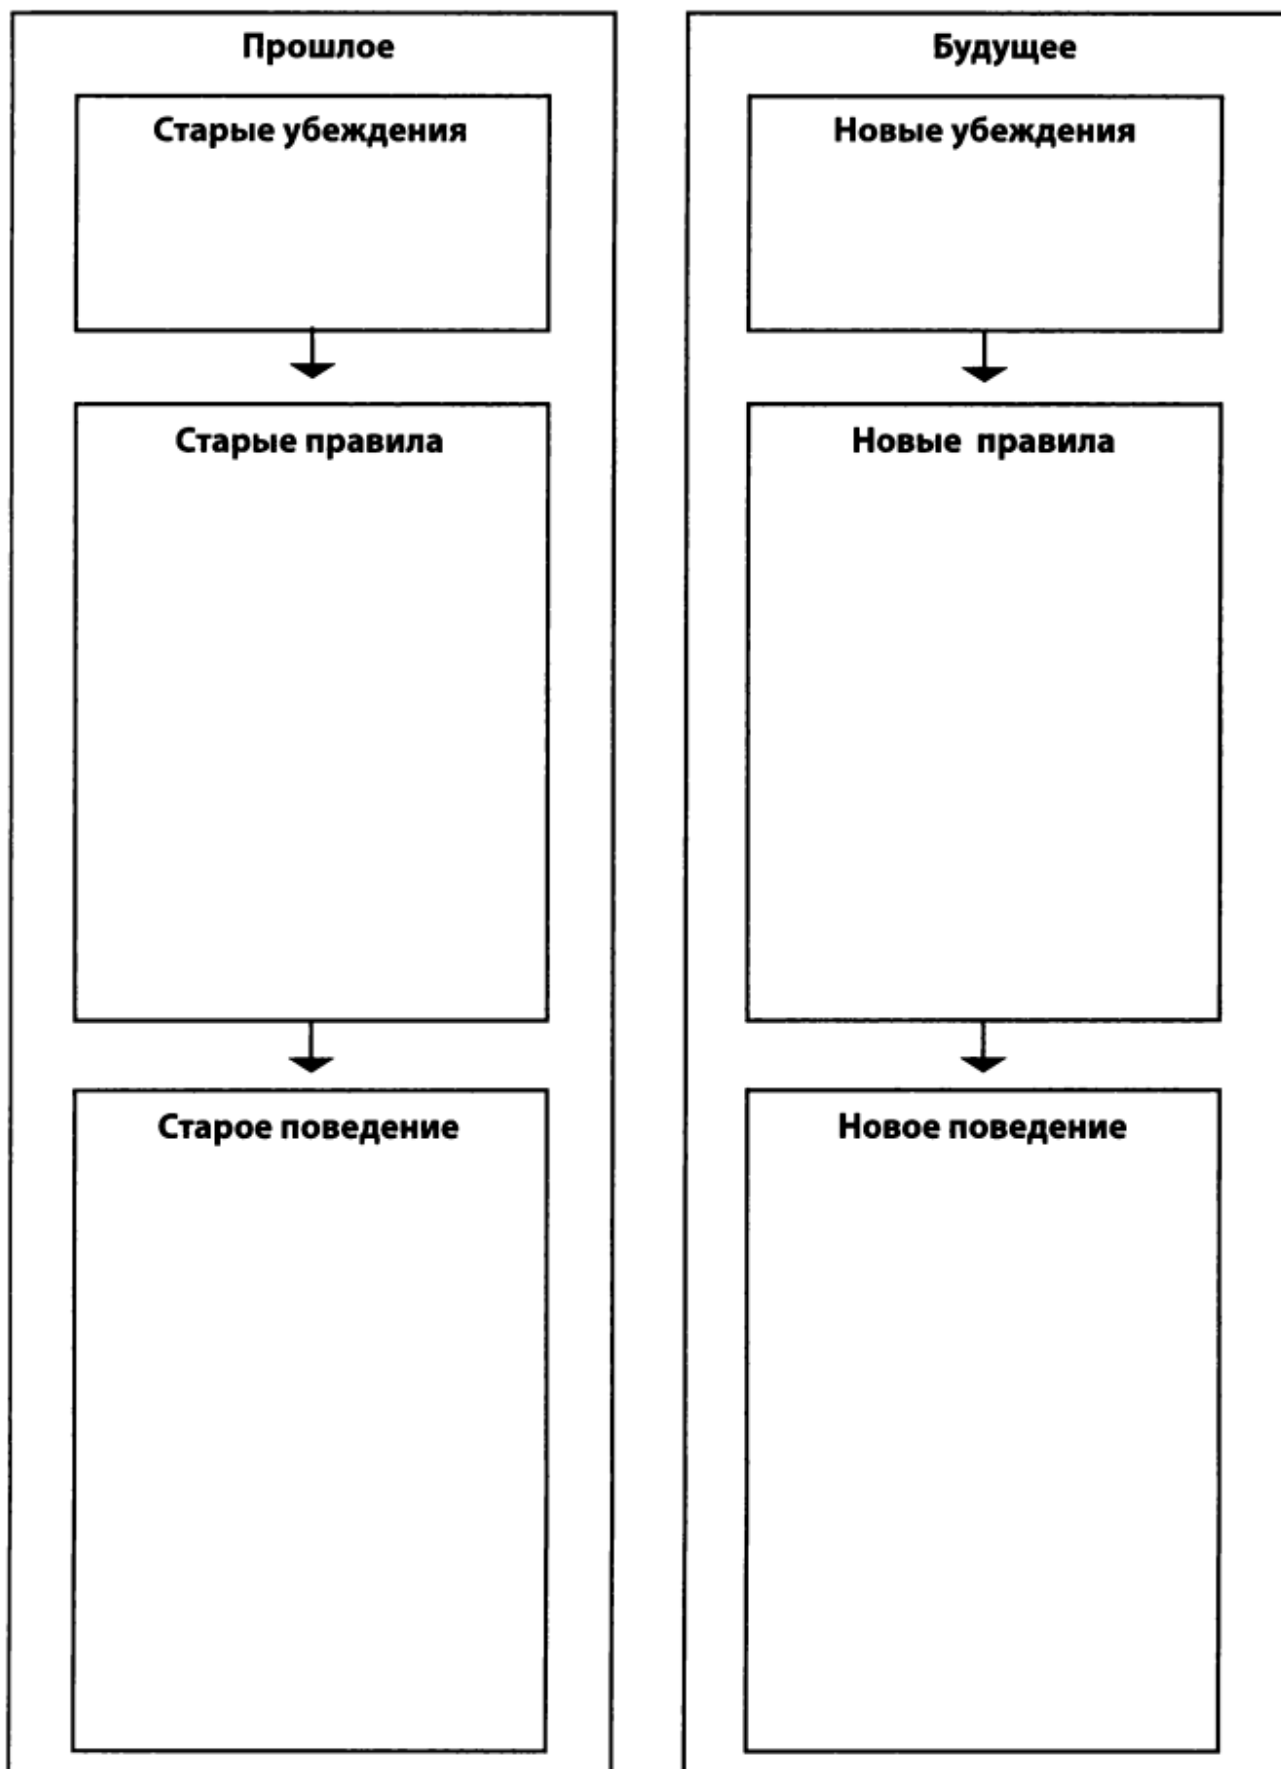 Прошлое
Старые убеждения
Старые правила
Старое поведение
Будущее
Новые убеждения
Новые правила
Новое поведение